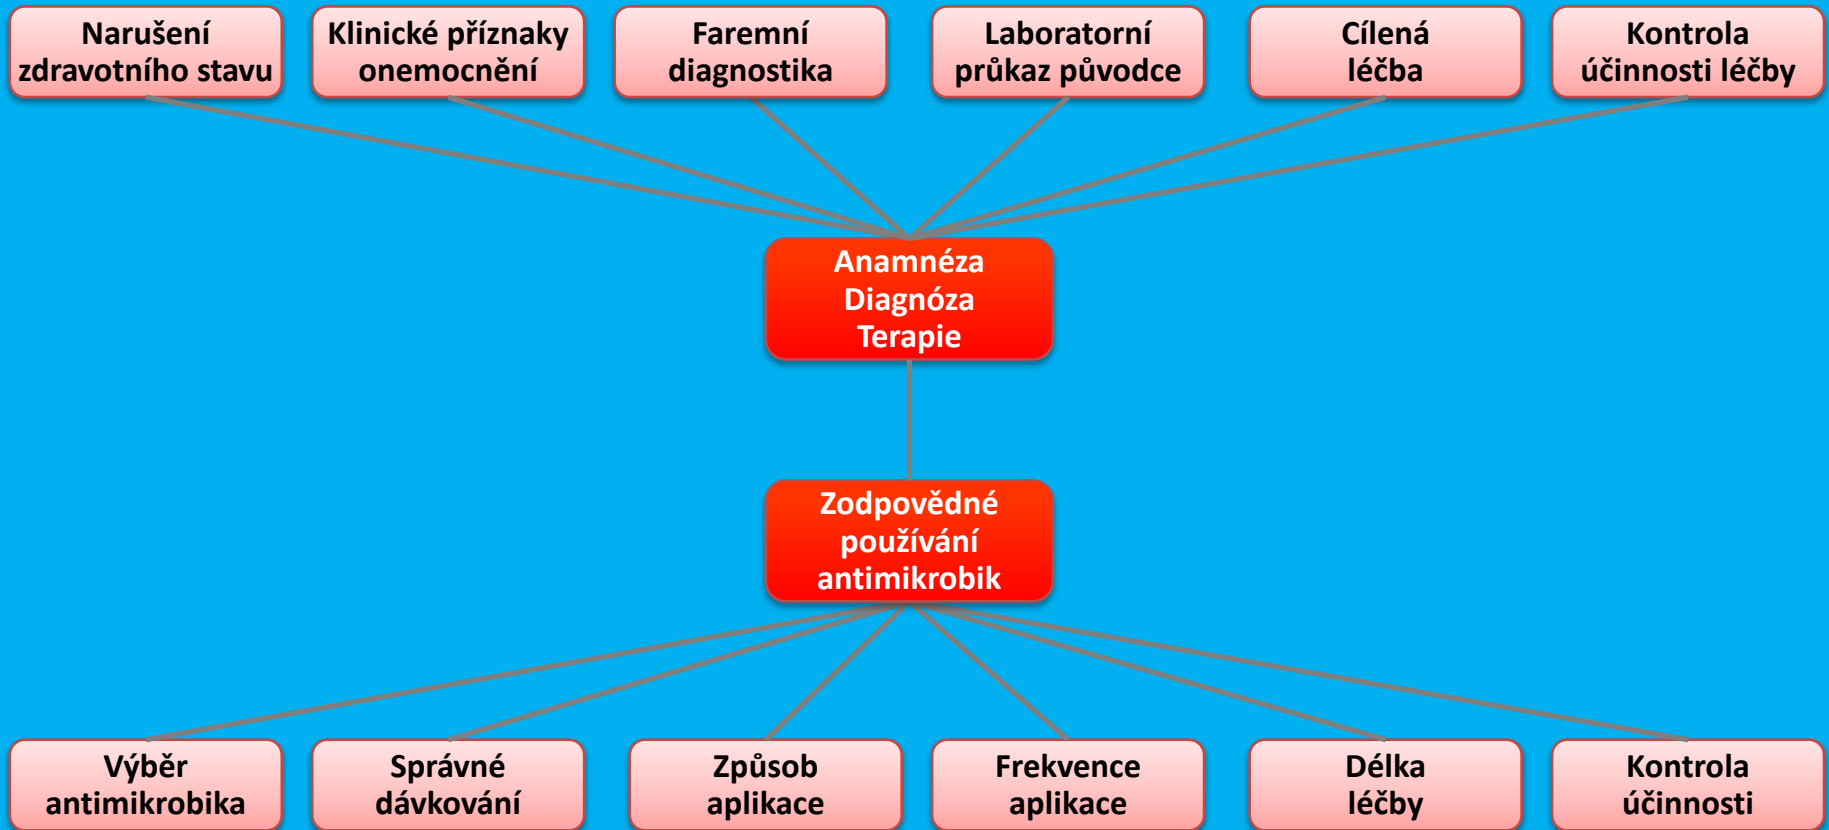 Narušení
zdravotního stavu
Klinické příznaky
onemocnění
Faremní
diagnostika
Laboratorní
průkaz původce
Cílená
léčba
Kontrola
účinnosti léčby
Anamnéza
Diagnóza
Terapie
Zodpovědné
používání
antimikrobik
Výběr
antimikrobika
Správné
dávkování
Způsob
aplikace
Frekvence
aplikace
Délka
léčby
Kontrola
účinnosti